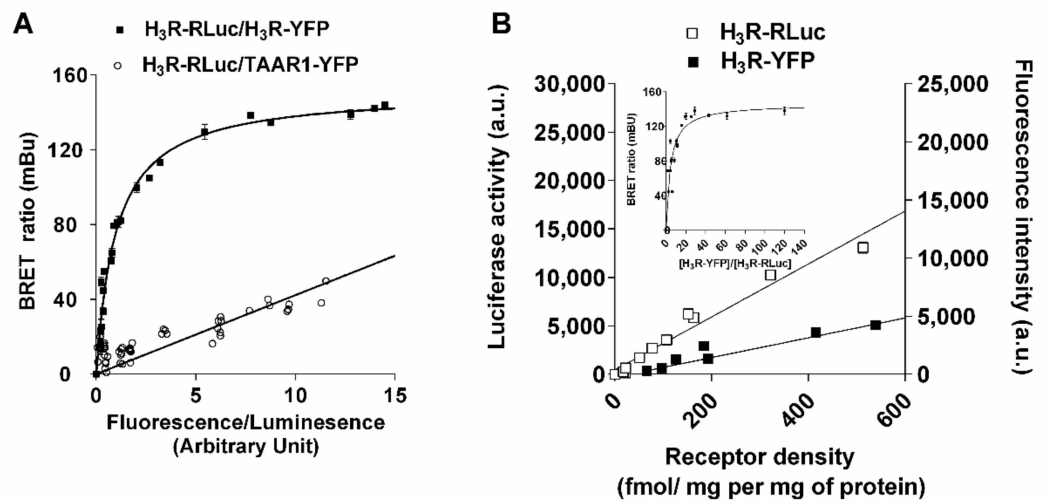 A
H3R-RLuc/H3R-YFP
H3R-RLuc/TAAR1-YFP
BRET ratio (mBu)
160
120
80
40
0
0
5
10
15
Fluorescence/Luminesence
(Arbitrary Unit)
B
H3R-RLuc
H3R-YFP
Luciferase activity (a.u.)
30,000
25,000
20,000
15,000
10,000
5,000
0
BRET ratio (mBU)
160
120
80
40
0
0 20 40 60 80 100 120 140
[H3R-YFP]/[H3R-RLuc]
25,000
20,000
15,000
10,000
5,000
0
Fluorescence intensity (a.u.)
0
200
400
600
Receptor density
(fmol/ mg per mg of protein)